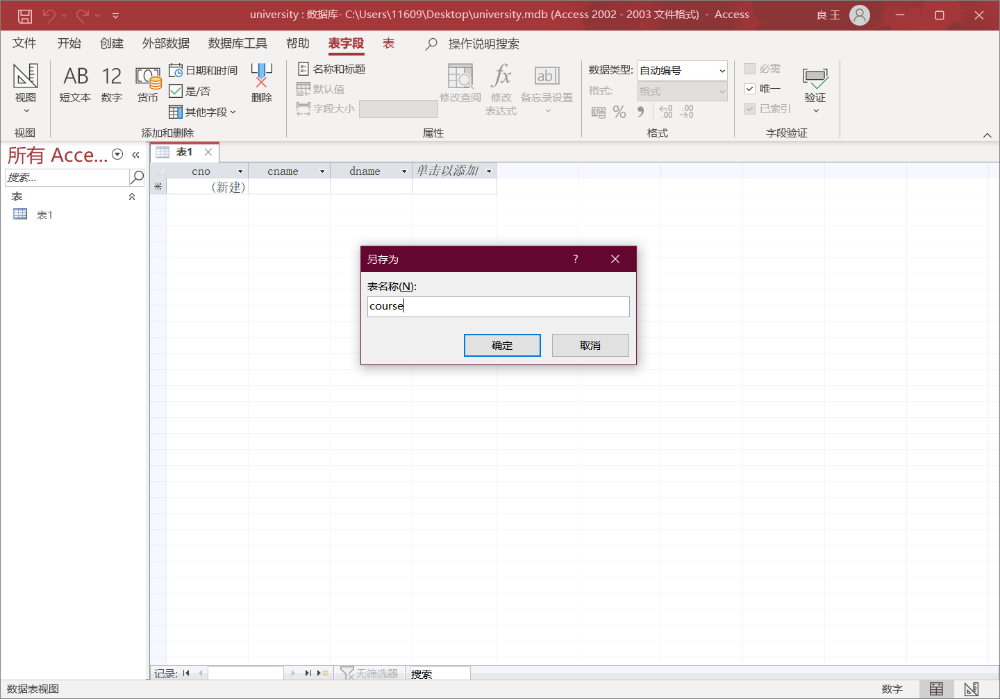 university : 数据库- C:\Users\11609\Desktop\university.mdb (Access 2002 - 2003 文件格式)  -  Access
良 王
文件 开始 创建 外部数据 数据库工具 帮助 表字段 表 操作说明搜索
视图
AB 短文本
12 数字
货币
日期和时间
是/否
其他字段
删除
名称和标题
默认值
字段大小
修改查阅
fx 修改
表达式
ab 备忘录设置
数据类型: 自动编号
格式: 格式
% .00 .00
必需
唯一
已索引
验证
视图 添加和删除 属性 格式 字段验证
所有 Acce...
搜索...
表
表1
表1
cno cname dname 单击以添加
(新建)
另存为 ?
表名称(N):
course
确定 取消
记录: 无筛选器 搜索
数据表视图 数字